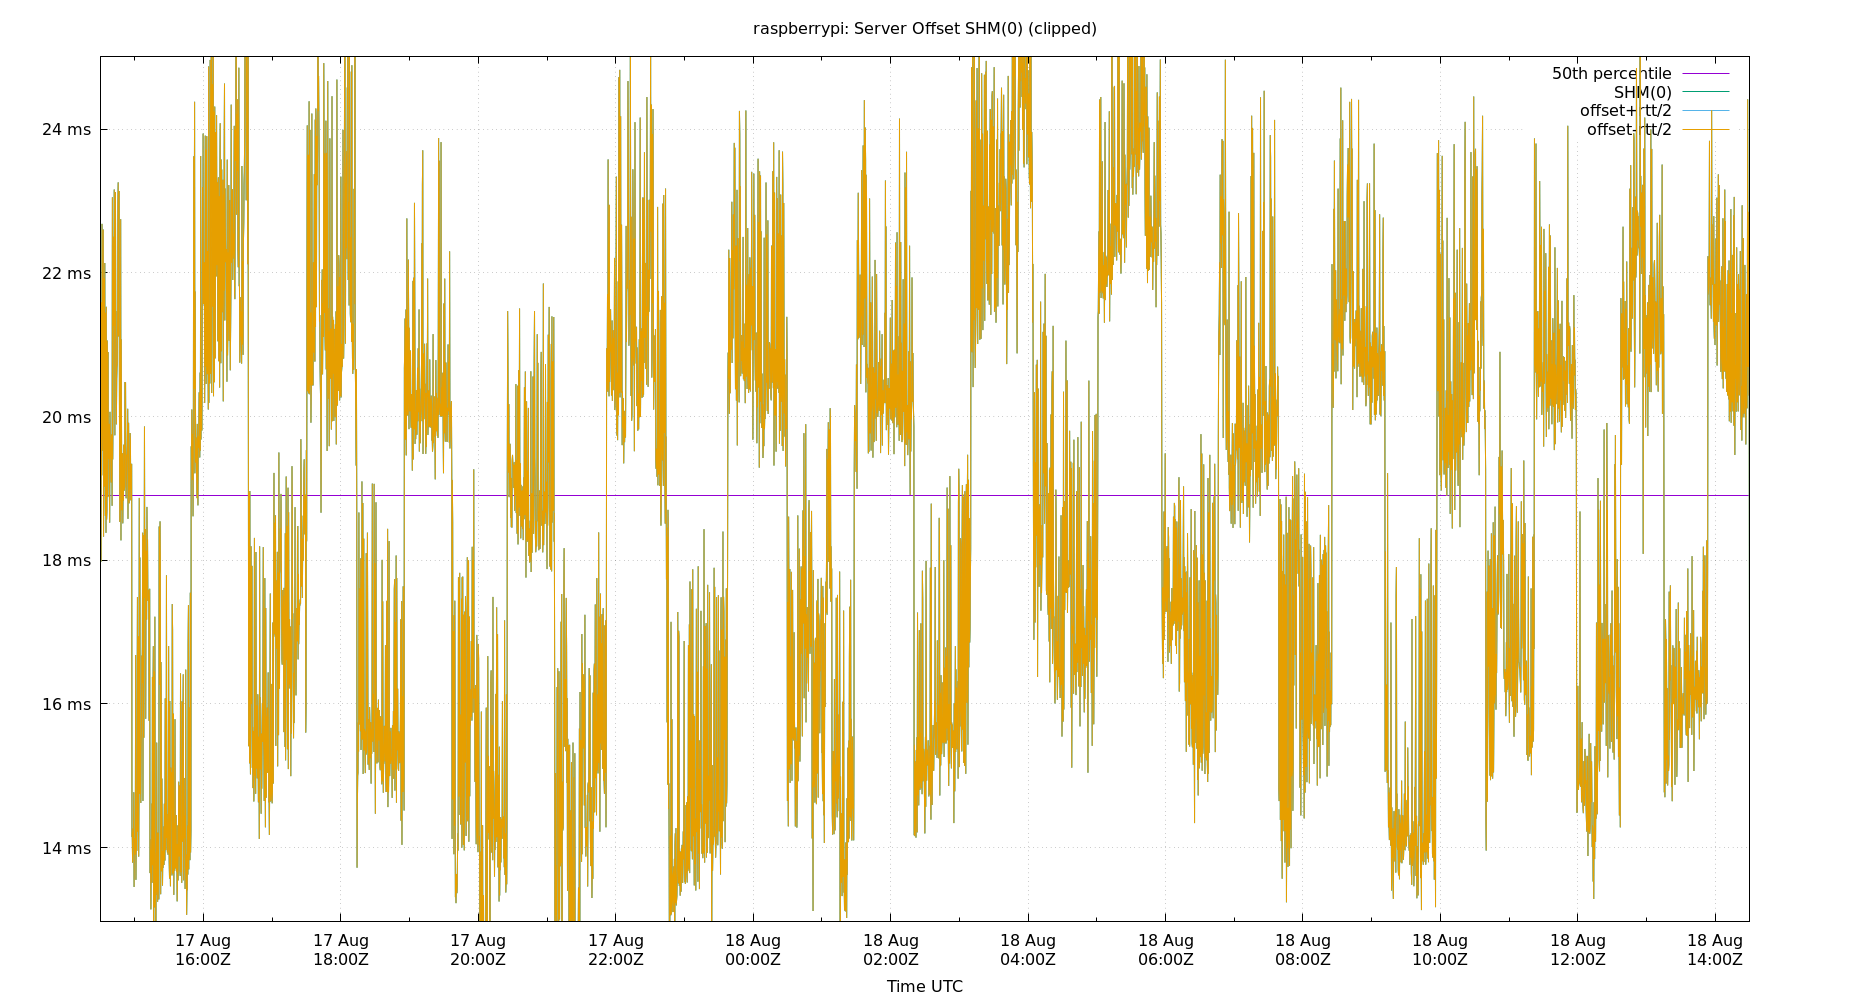 raspberrypi: Server Offset SHM(0) (clipped)
50th percentile
SHM(0)
offset+rtt/2
offset-rtt/2
24 ms
22 ms
20 ms
18 ms
16 ms
14 ms
17 Aug 17 Aug 17 Aug 17 Aug 18 Aug 18 Aug 18 Aug 18 Aug 18 Aug 18 Aug 18 Aug 18 Aug
16:00Z 18:00Z 20:00Z 22:00Z 00:00Z 02:00Z 04:00Z 06:00Z 08:00Z 10:00Z 12:00Z 14:00Z
Time UTC